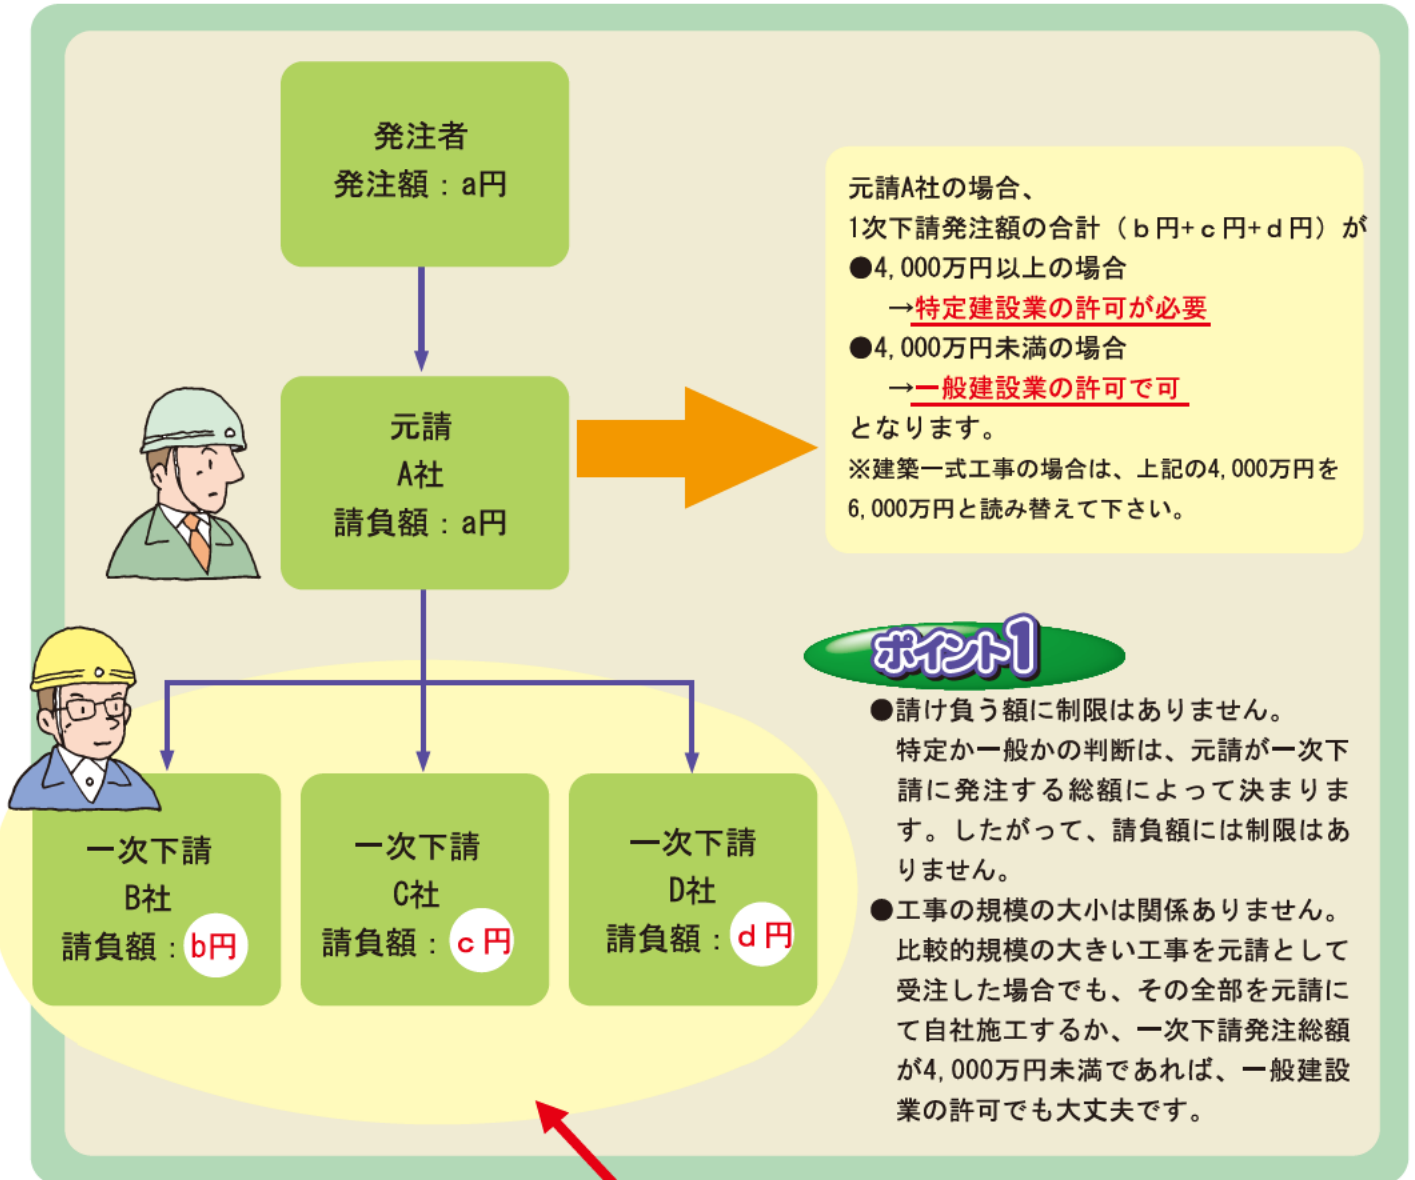 発注者
発注額：a円
元請A社の場合、
1次下請発注額の合計（ｂ円+ｃ円+ｄ円）が
●4,000万円以上の場合
→特定建設業の許可が必要
●4,000万円未満の場合
→一般建設業の許可で可
となります。
※建築一式工事の場合は、上記の4,000万円を
6,000万円と読み替えて下さい。
元請
A社
請負額：a円
ポイント1
●請け負う額に制限はありません。
特定か一般かの判断は、元請が一次下
請に発注する総額によって決まりま
す。したがって、請負額には制限はあ
りません。
●工事の規模の大小は関係ありません。
比較的規模の大きい工事を元請として
受注した場合でも、その全部を元請に
て自社施工するか、一次下請発注総額
が4,000万円未満であれば、一般建設
業の許可でも大丈夫です。
一次下請
B社
請負額：b円
一次下請
C社
請負額：ｃ円
一次下請
D社
請負額：ｄ円